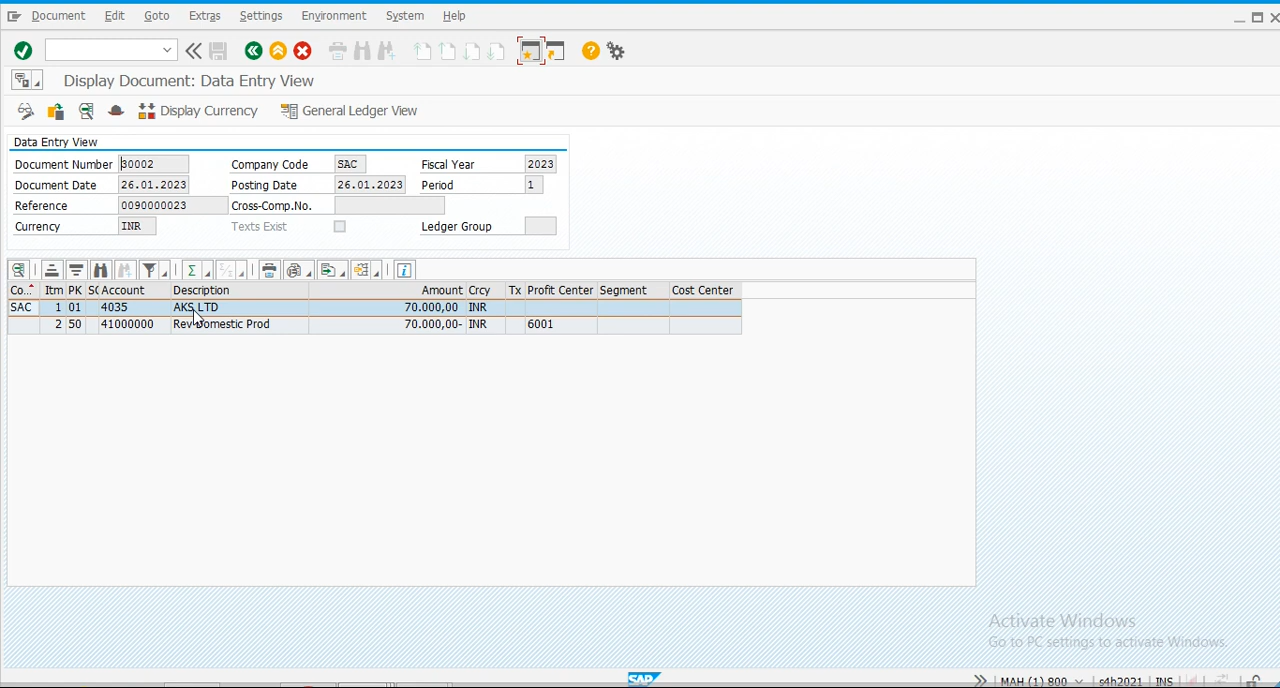 Document Edit Goto Extras Settings Environment System Help
Display Document: Data Entry View
Display Currency General Ledger View
Data Entry View
Document Number 30002 Company Code SAC Fiscal Year 2023
Document Date 26.01.2023 Posting Date 26.01.2023 Period 1
Reference 0090000023 Cross-Comp.No.
Currency INR Texts Exist Ledger Group
Co.. Itm PK SG Account Description Amount Crcy Tx Profit Center Segment Cost Center
SAC 1 01 4035 AKS LTD 70.000,00 INR
2 50 41000000 Rev Domestic Prod 70.000,00- INR 6001
Activate Windows
Go to PC settings to activate Windows.
SAP MAH (1) 800 s4h2021 INS